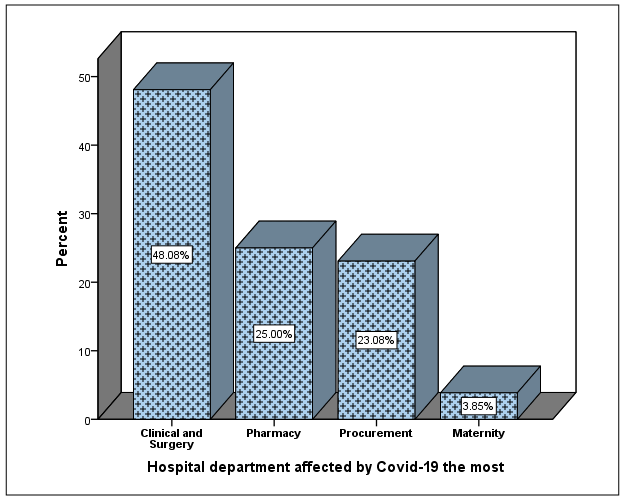 Percent
50
40
30
20
10
0
48.08%
25.00%
23.08%
3.85%
Clinical and
Surgery
Pharmacy
Procurement
Maternity
Hospital department affected by Covid-19 the most